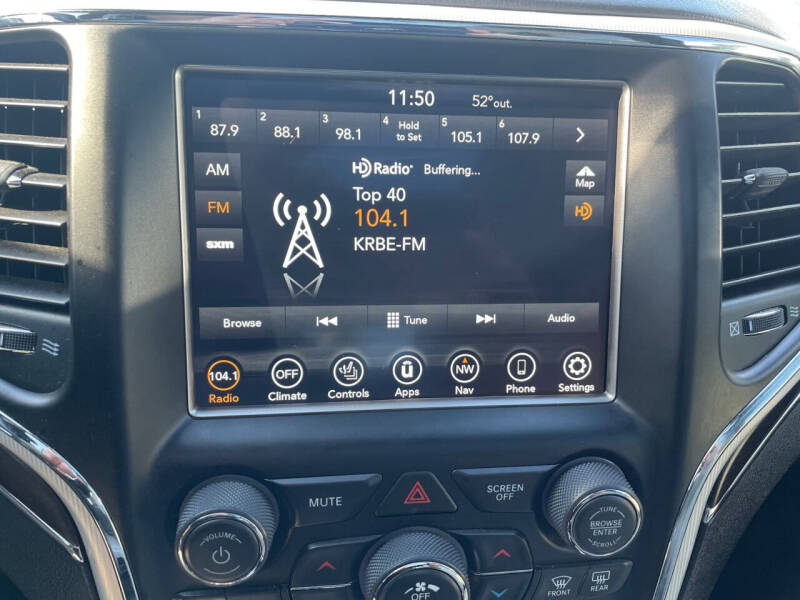 11:50 52°out.
1 87.9 2 88.1 3 98.1 4 Hold to Set 5 105.1 6 107.9
AM
HD Radio Buffering...
Map
Top 40
FM
104.1
HD
KRBE-FM
sxm
Browse Tune Audio
104.1 OFF ü NW
Radio Climate Controls Apps Nav Phone Settings
MUTE
SCREEN OFF
VOLUME
TUNE
BROWSE
ENTER
SCROLL
OFF
FRONT REAR